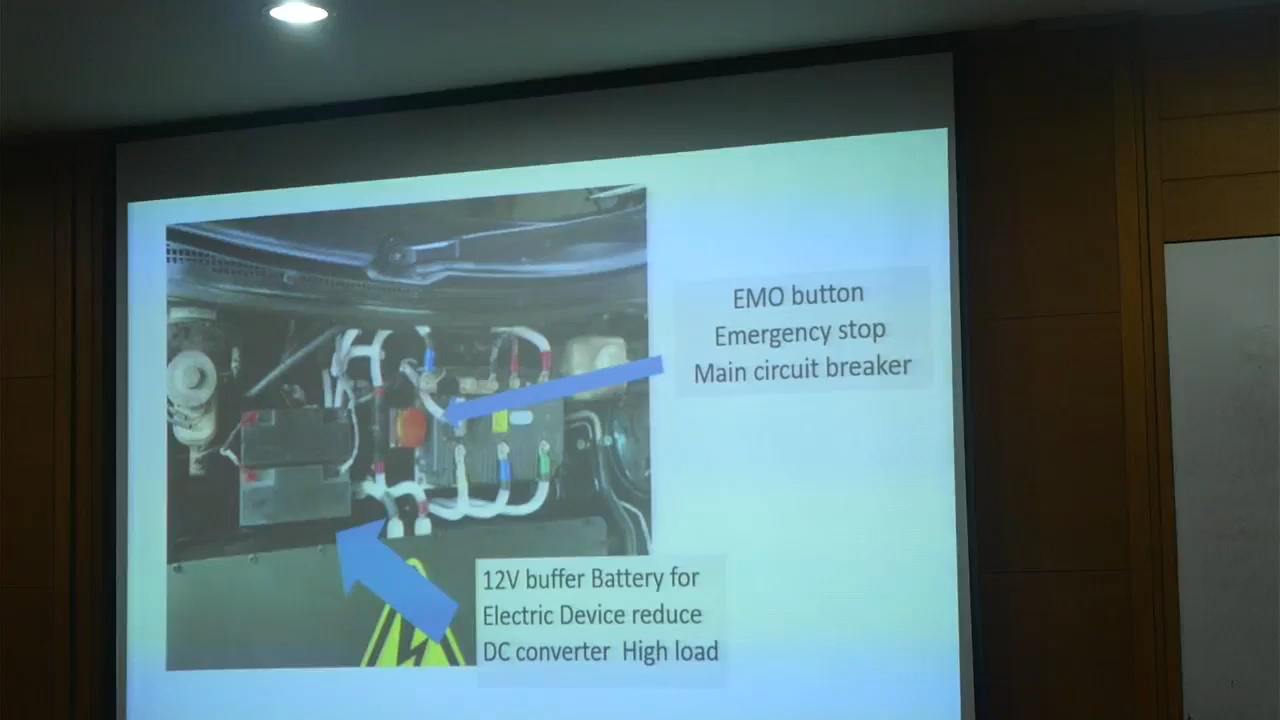 EMO button
Emergency stop
Main circuit breaker
12V buffer Battery for
Electric Device reduce
DC converter High load